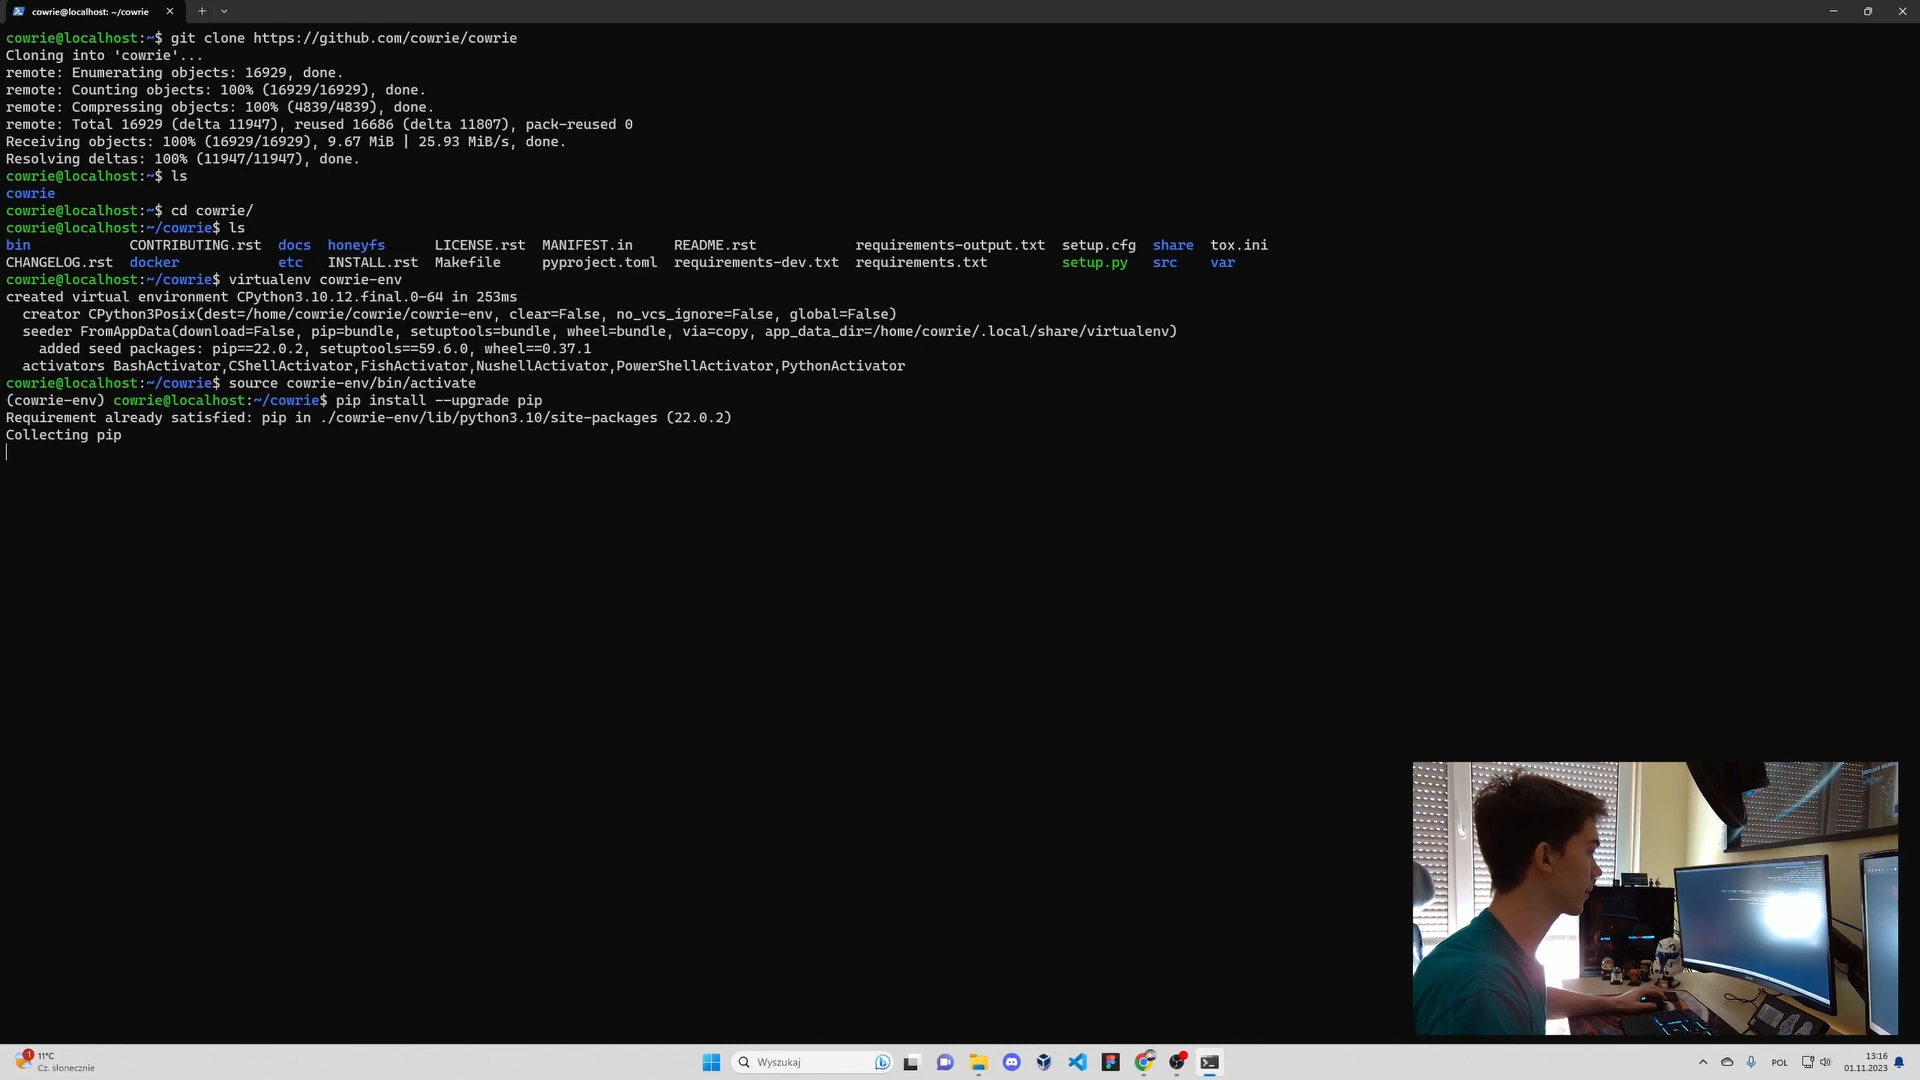 cowrie@localhost: ~/cowrie
cowrie@localhost:~$ git clone https://github.com/cowrie/cowrie
Cloning into 'cowrie'...
remote: Enumerating objects: 16929, done.
remote: Counting objects: 100% (16929/16929), done.
remote: Compressing objects: 100% (4839/4839), done.
remote: Total 16929 (delta 11947), reused 16686 (delta 11807), pack-reused 0
Receiving objects: 100% (16929/16929), 9.67 MiB | 25.93 MiB/s, done.
Resolving deltas: 100% (11947/11947), done.
cowrie@localhost:~$ ls
cowrie
cowrie@localhost:~$ cd cowrie/
cowrie@localhost:~/cowrie$ ls
bin CONTRIBUTING.rst docs honeyfs LICENSE.rst MANIFEST.in README.rst requirements-output.txt setup.cfg share tox.ini
CHANGELOG.rst docker etc INSTALL.rst Makefile pyproject.toml requirements-dev.txt requirements.txt setup.py src var
cowrie@localhost:~/cowrie$ virtualenv cowrie-env
created virtual environment CPython3.10.12.final.0-64 in 253ms
creator CPython3Posix(dest=/home/cowrie/cowrie/cowrie-env, clear=False, no_vcs_ignore=False, global=False)
seeder FromAppData(download=False, pip=bundle, setuptools=bundle, wheel=bundle, via=copy, app_data_dir=/home/cowrie/.local/share/virtualenv)
added seed packages: pip==22.0.2, setuptools==59.6.0, wheel==0.37.1
activators BashActivator,CShellActivator,FishActivator,NushellActivator,PowerShellActivator,PythonActivator
cowrie@localhost:~/cowrie$ source cowrie-env/bin/activate
(cowrie-env) cowrie@localhost:~/cowrie$ pip install --upgrade pip
Requirement already satisfied: pip in ./cowrie-env/lib/python3.10/site-packages (22.0.2)
Collecting pip
1
11°C
Cz. słonecznie
Wyszukaj
POL
13:16
01.11.2023